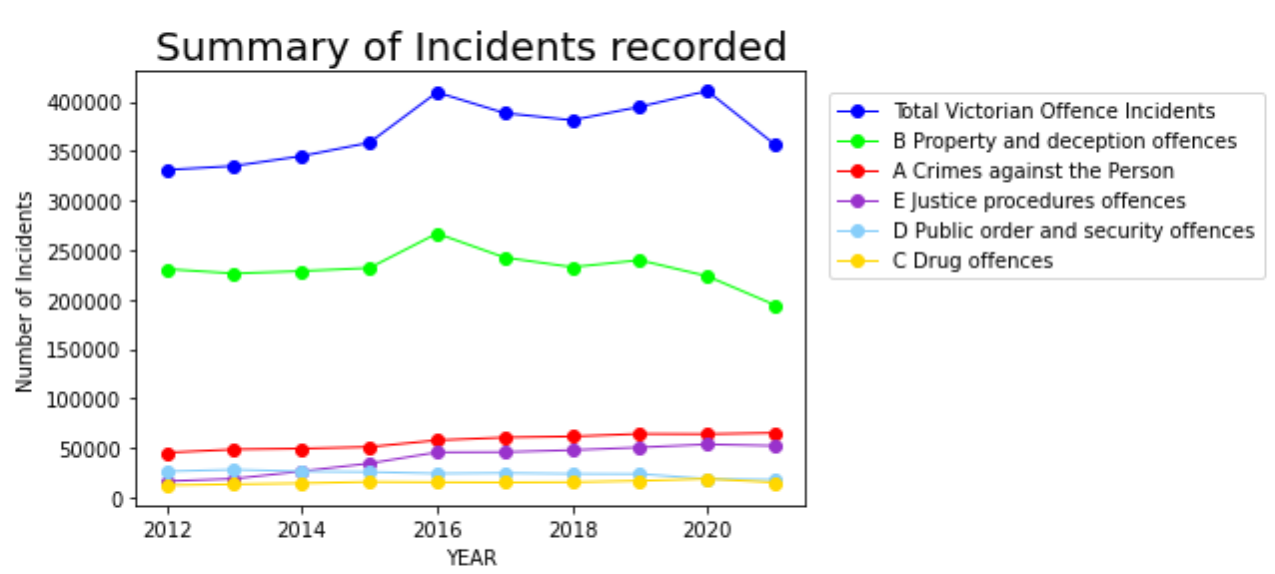 Summary of Incidents recorded
400000
350000
300000
250000
200000
150000
100000
50000
0
Number of Incidents
2012
2014
2016
2018
2020
YEAR
Total Victorian Offence Incidents
B Property and deception offences
A Crimes against the Person
E Justice procedures offences
D Public order and security offences
C Drug offences